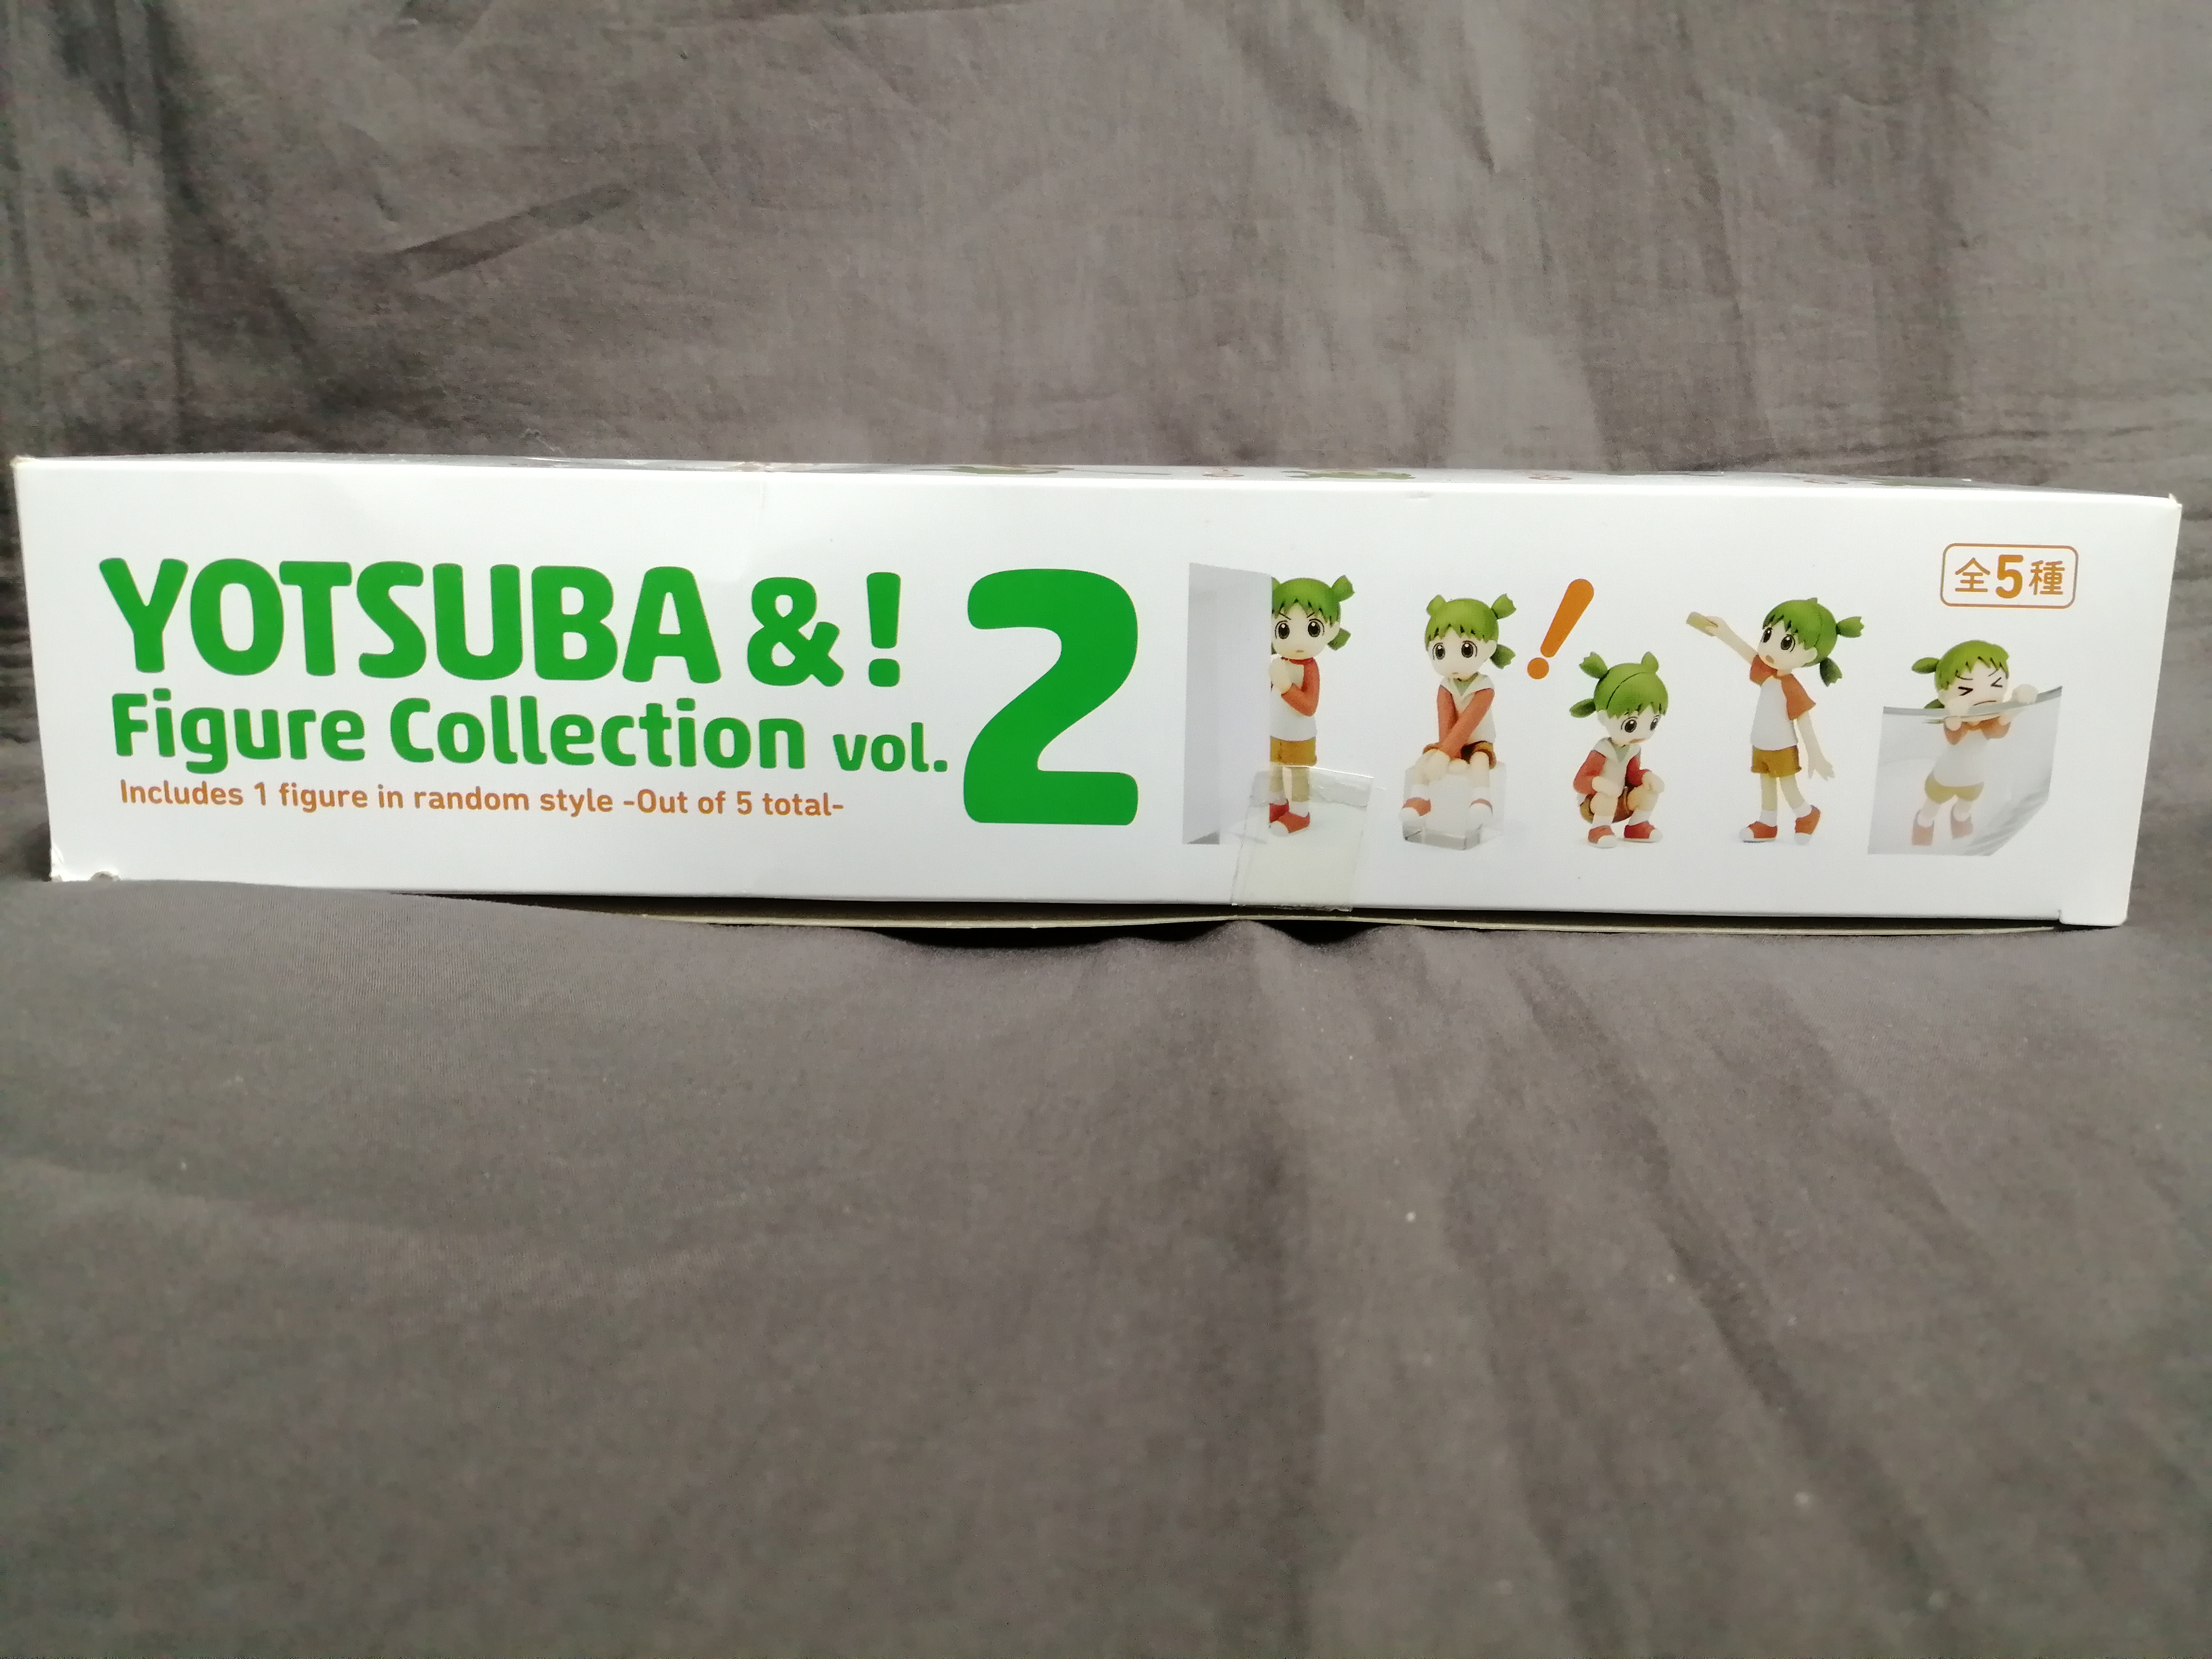 YOTSUBA &!
Figure Collection vol. 2
Includes 1 figure in random style -Out of 5 total-
!
全5種